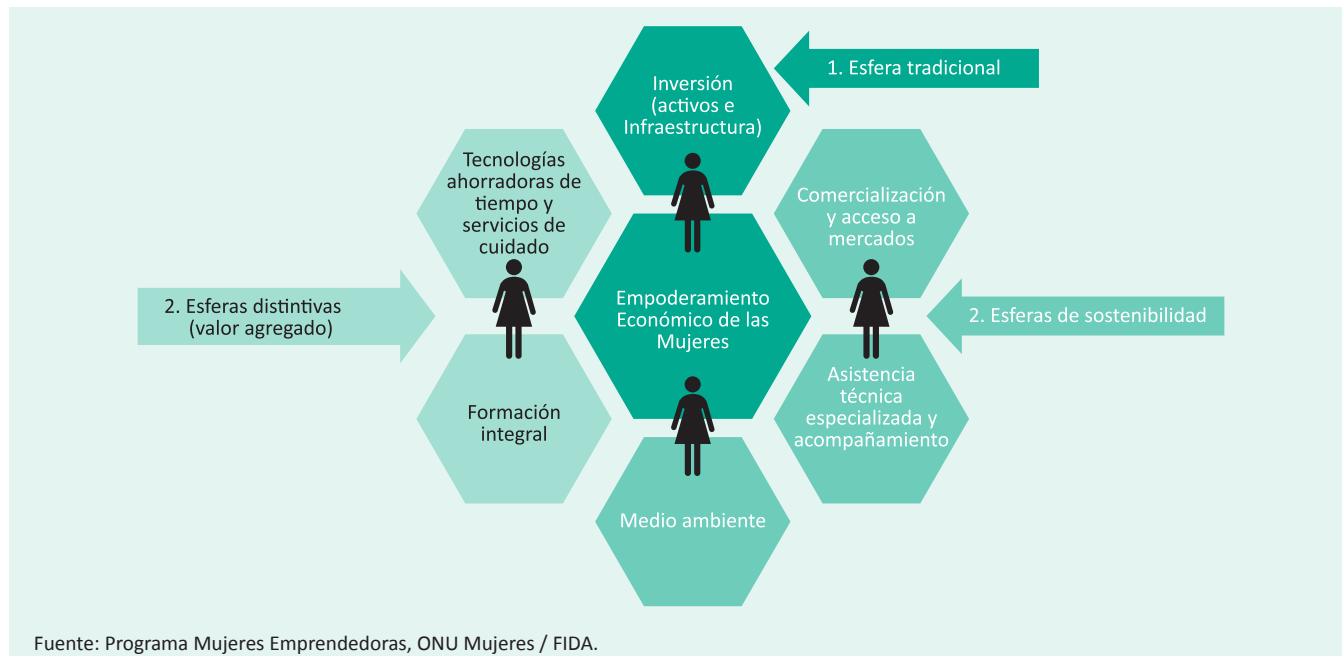 Inversión
(activos e
Infraestructura)
1. Esfera tradicional
Tecnologías
ahorradoras de
tiempo y
servicios de
cuidado
Comercialización
y acceso a
mercados
2. Esferas distintivas
(valor agregado)
Empoderamiento
Económico de las
Mujeres
2. Esferas de sostenibilidad
Formación
integral
Asistencia
técnica
especializada y
acompañamiento
Medio ambiente
Fuente: Programa Mujeres Emprendedoras, ONU Mujeres / FIDA.